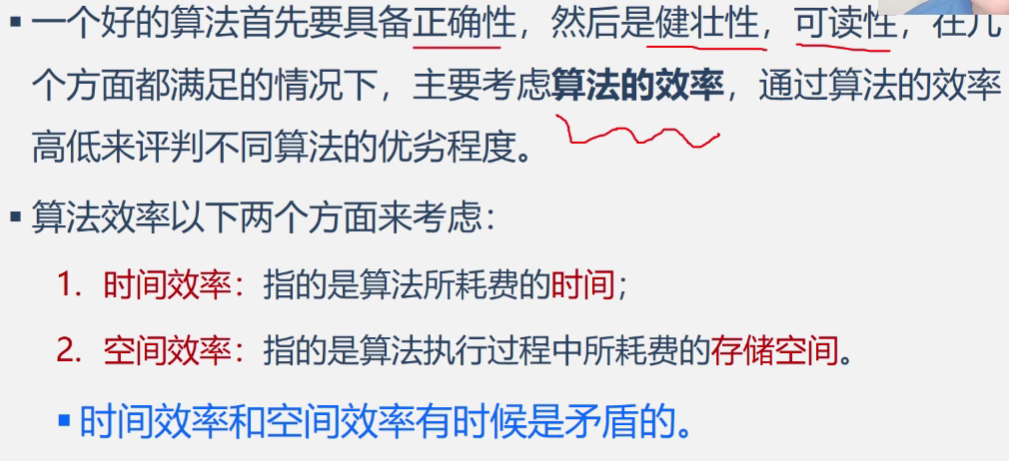 ▪ 一个好的算法首先要具备正确性，然后是健壮性，可读性，在几
个方面都满足的情况下，主要考虑算法的效率，通过算法的效率
高低来评判不同算法的优劣程度。
▪ 算法效率以下两个方面来考虑：
1. 时间效率：指的是算法所耗费的时间；
2. 空间效率：指的是算法执行过程中所耗费的存储空间。
▪ 时间效率和空间效率有时候是矛盾的。